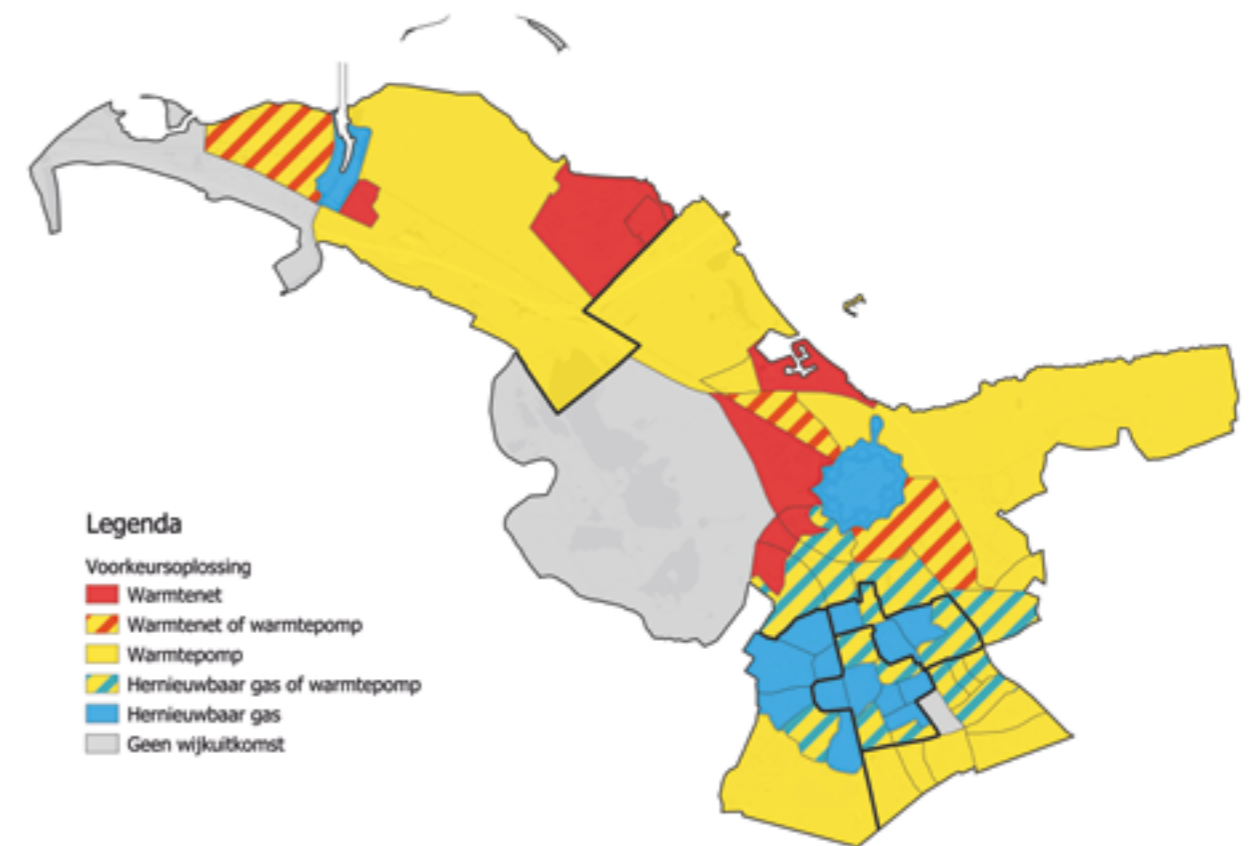 Legenda
Voorkeursoplossing
Warmtenet
Warmtenet of warmtepomp
Warmtepomp
Hernieuwbaar gas of warmtepomp
Hernieuwbaar gas
Geen wijkuitkomst